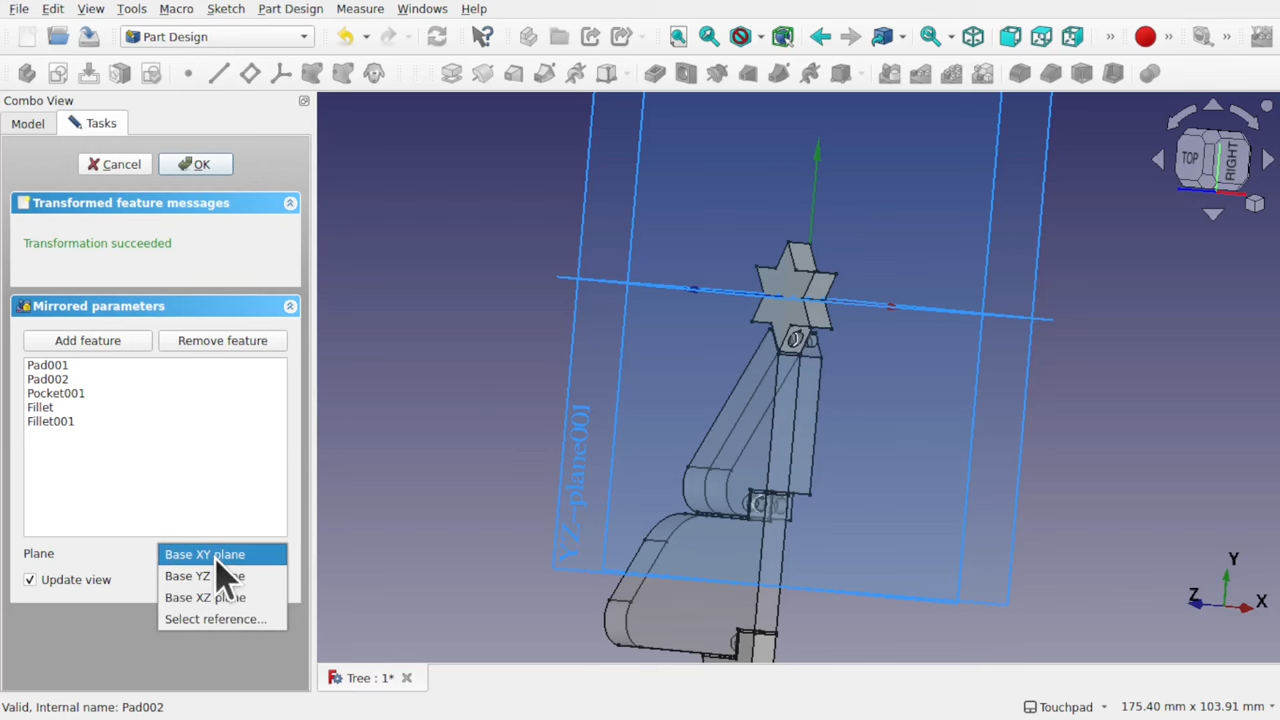 File Edit View Tools Macro Sketch Part Design Measure Windows Help
Part Design
Combo View
Model Tasks
Cancel OK
Transformed feature messages
Transformation succeeded
Mirrored parameters
Add feature Remove feature
Pad001
Pad002
Pocket001
Fillet
Fillet001
Plane
Base XY plane
Base YZ
Update view
Base XZ plane
Select reference...
YZ-plane001
TOP RIGHT
Y
Z X
Tree : 1*
Valid, Internal name: Pad002 Touchpad 175.40 mm x 103.91 mm